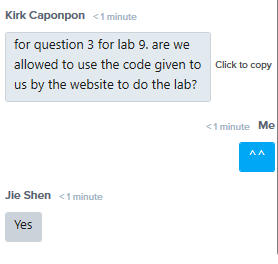 Kirk Caponpon <1 minute
for question 3 for lab 9. are we
allowed to use the code given to
us by the website to do the lab?
Click to copy
<1 minute Me
^^
Jie Shen <1 minute
Yes